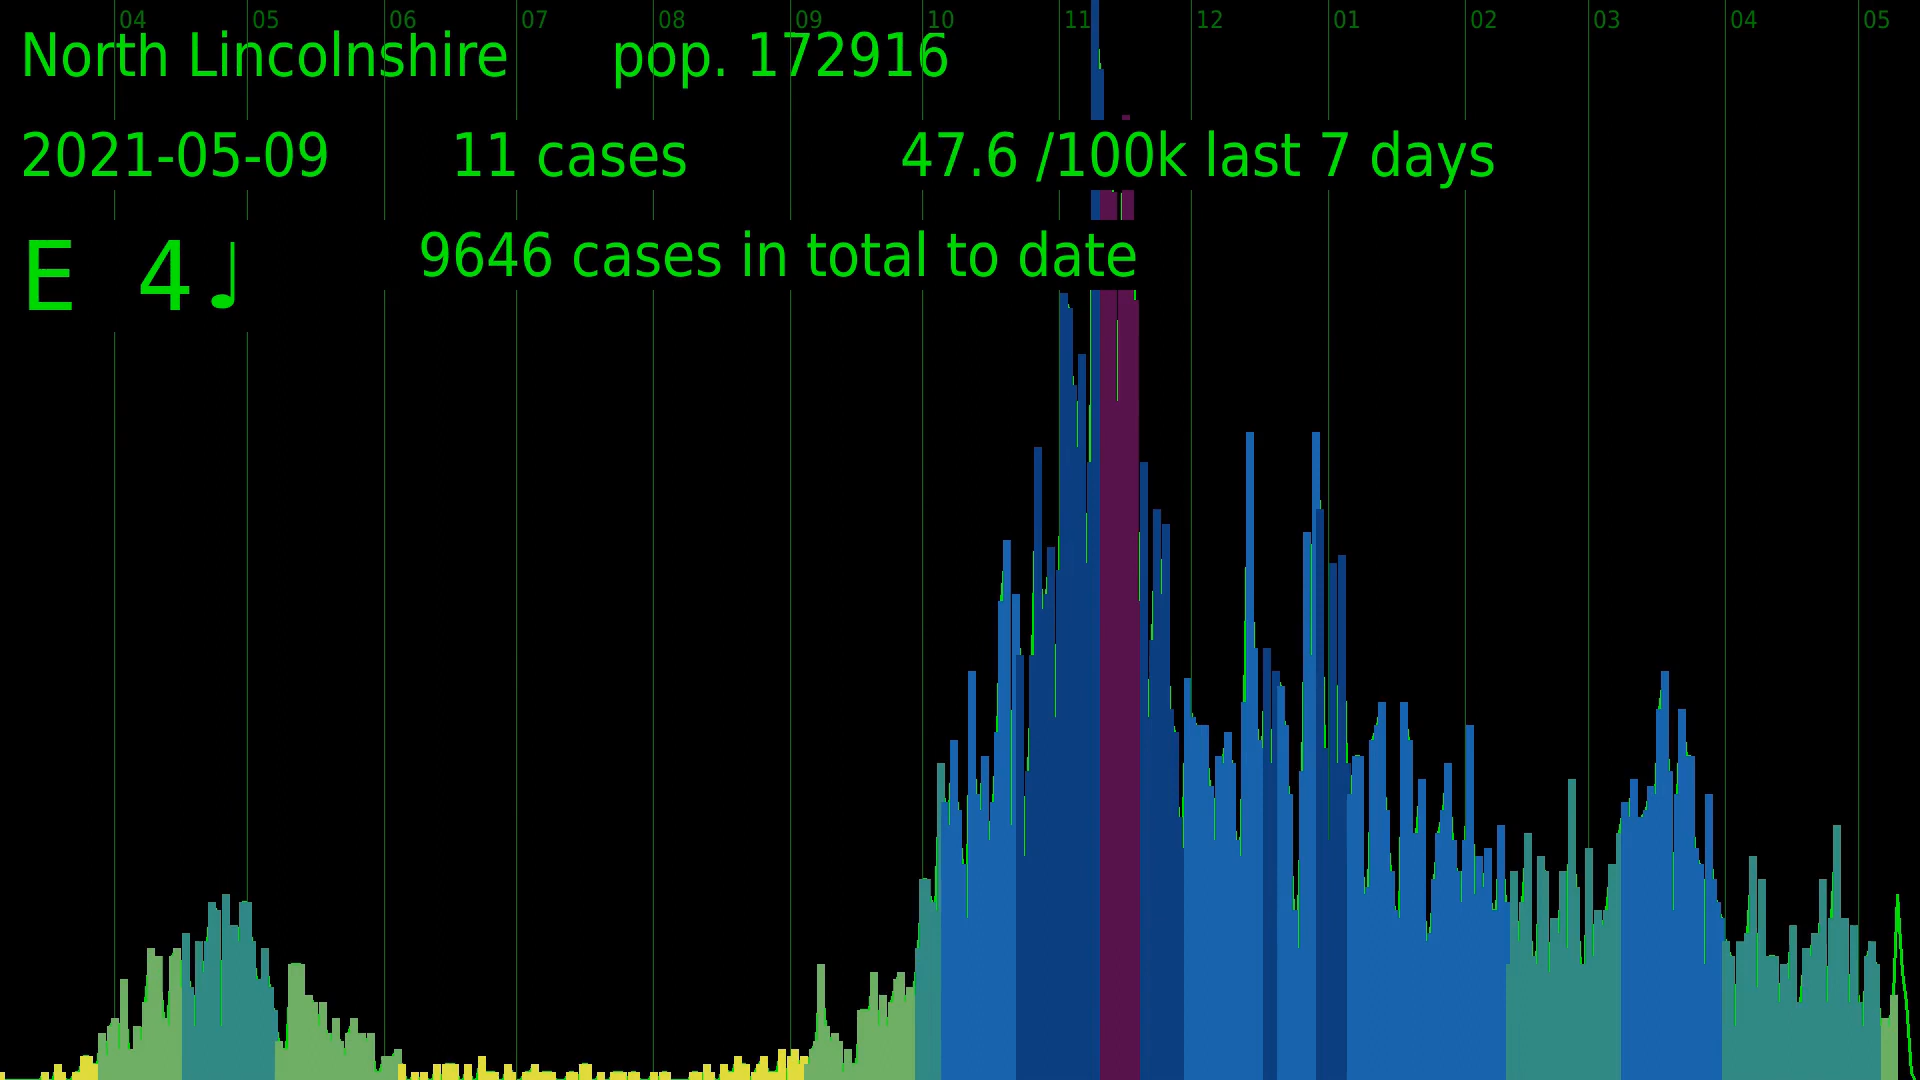 04 05 06 07 08 09 10 11 12 01 02 03 04 05
North Lincolnshire pop. 172916
2021-05-09 11 cases 47.6 /100k last 7 days
E 4♩ 9646 cases in total to date